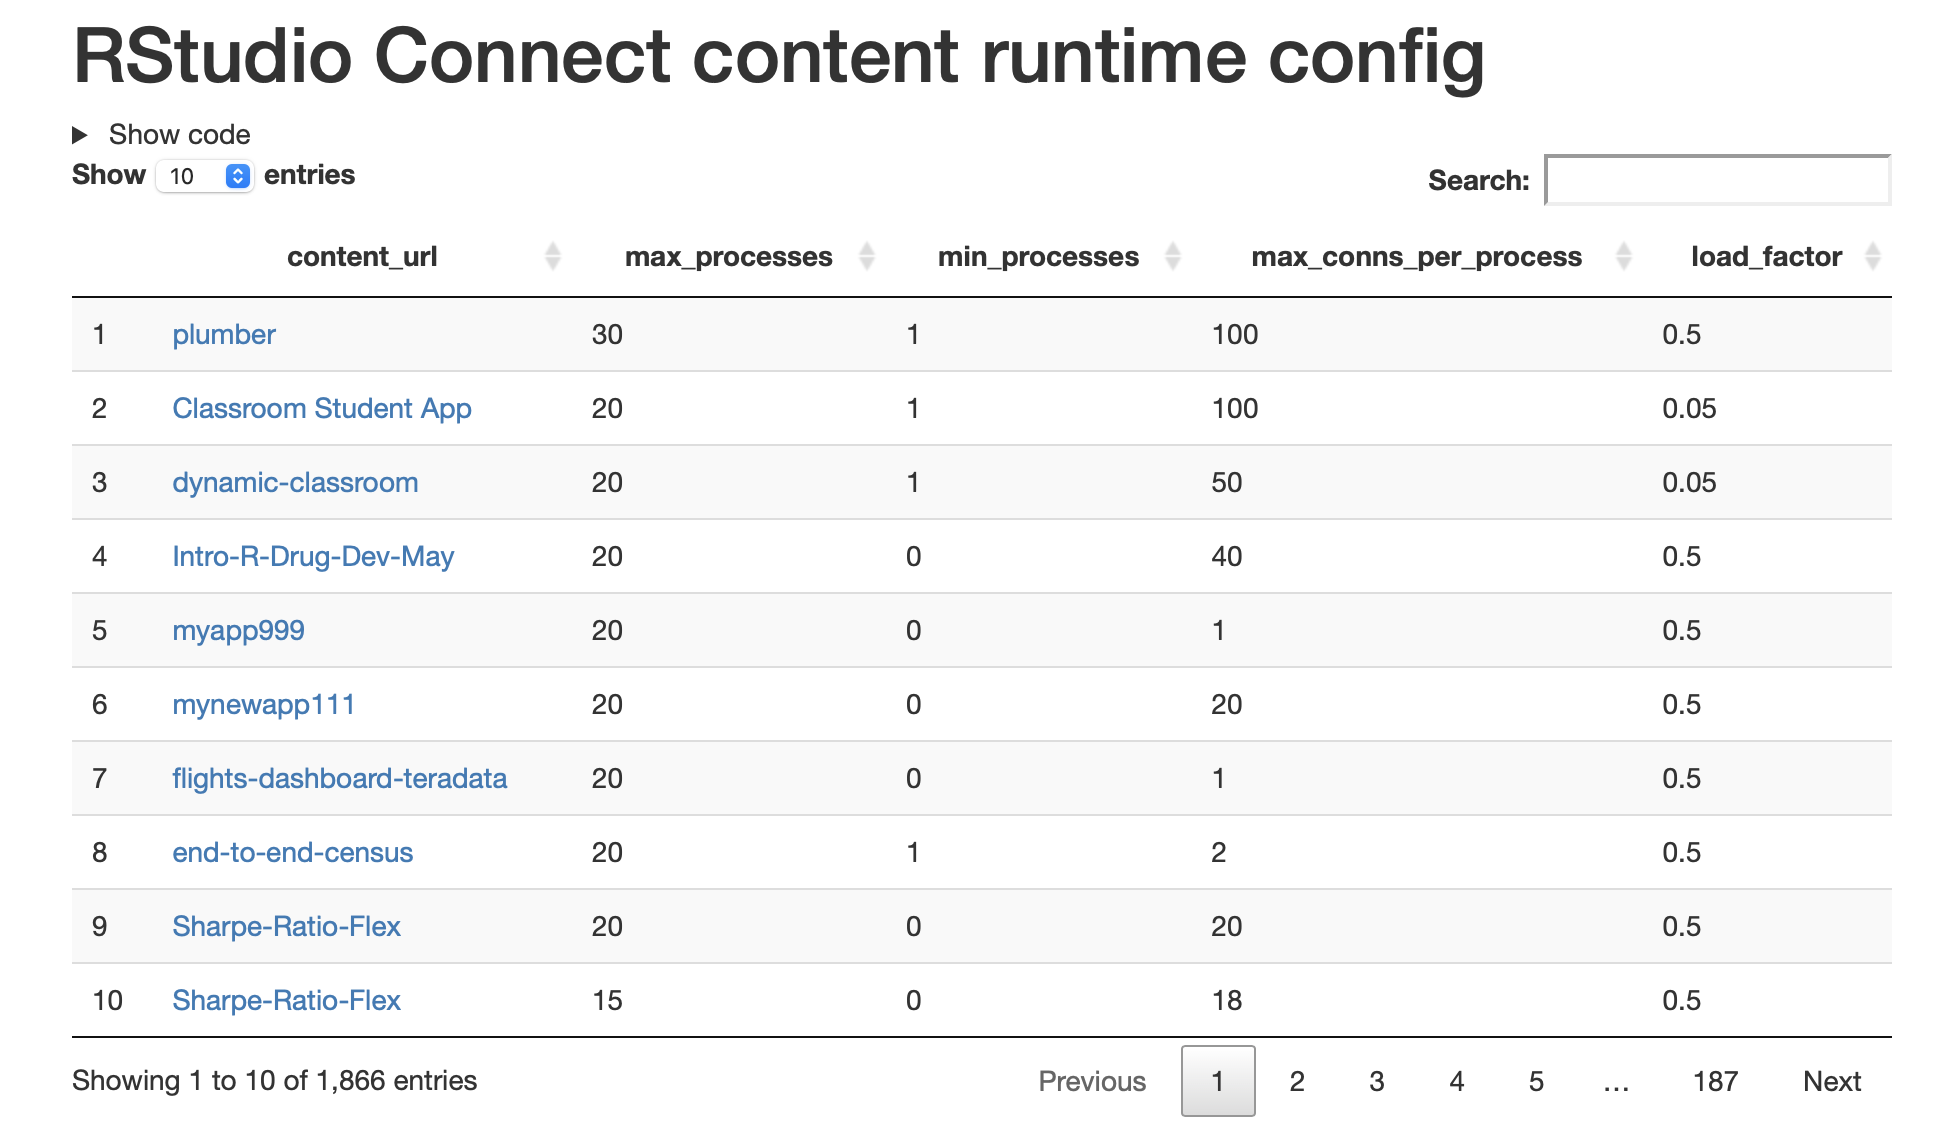 RStudio Connect content runtime config
Show code
Show 10 entries
Search:
content_url max_processes min_processes max_conns_per_process load_factor
1 plumber 30 1 100 0.5
2 Classroom Student App 20 1 100 0.05
3 dynamic-classroom 20 1 50 0.05
4 Intro-R-Drug-Dev-May 20 0 40 0.5
5 myapp999 20 0 1 0.5
6 mynewapp111 20 0 20 0.5
7 flights-dashboard-teradata 20 0 1 0.5
8 end-to-end-census 20 1 2 0.5
9 Sharpe-Ratio-Flex 20 0 20 0.5
10 Sharpe-Ratio-Flex 15 0 18 0.5
Showing 1 to 10 of 1,866 entries
Previous 1 2 3 4 5 … 187 Next